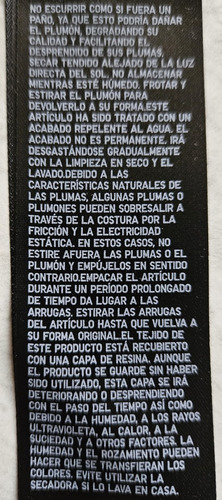 NO ESCURRIR COMO SI FUERA UN
PAÑO, YA QUE ESTO PODRÍA DAÑAR
EL PLUMÓN, DEGRADANDO SU
CALIDAD Y FACILITANDO EL
DESPRENDIDO DE SUS PLUMAS.
SECAR TENDIDO ALEJADO DE LA LUZ
DIRECTA DEL SOL, NO ALMACENAR
MIENTRAS ESTÉ HÚMEDO. FROTAR Y
ESTIRAR EL PLUMÓN PARA
DEVOLVERLO A SU FORMA.ESTE
ARTÍCULO HA SIDO TRATADO CON UN
ACABADO REPELENTE AL AGUA. EL
ACABADO NO ES PERMANENTE. IRÁ
DESGASTÁNDOSE GRADUALMENTE
CON LA LIMPIEZA EN SECO Y EL
LAVADO.DEBIDO A LAS
CARACTERÍSTICAS NATURALES DE
LAS PLUMAS, ALGUNAS PLUMAS O
PLUMONES PUEDEN SOBRESALIR A
TRAVÉS DE LA COSTURA POR LA
FRICCIÓN Y LA ELECTRICIDAD
ESTÁTICA. EN ESTOS CASOS, NO
ESTIRE AFUERA LAS PLUMAS O EL
PLUMÓN Y EMPÚJELOS EN SENTIDO
CONTRARIO.EMPACAR EL ARTÍCULO
DURANTE UN PERÍODO PROLONGADO
DE TIEMPO DA LUGAR A LAS
ARRUGAS. ESTIRAR LAS ARRUGAS
DEL ARTÍCULO HASTA QUE VUELVA A
SU FORMA ORIGINAL.EL TEJIDO DE
ESTE PRODUCTO ESTÁ RECUBIERTO
CON UNA CAPA DE RESINA. AUNQUE
EL PRODUCTO SE GUARDE SIN HABER
SIDO UTILIZADO, ESTA CAPA SE IRÁ
DETERIORANDO O DESPRENDIENDO
CON EL PASO DEL TIEMPO ASÍ COMO
DEBIDO A LA HUMEDAD, A LOS RAYOS
ULTRAVIOLETA, AL CALOR, A LA
SUCIEDAD Y A OTROS FACTORES. LA
HUMEDAD Y EL ROZAMIENTO PUEDEN
HACER QUE SE TRANSFIERAN LOS
COLORES. EVITE UTILIZAR LA
SECADORA SI LO LAVA EN CASA.